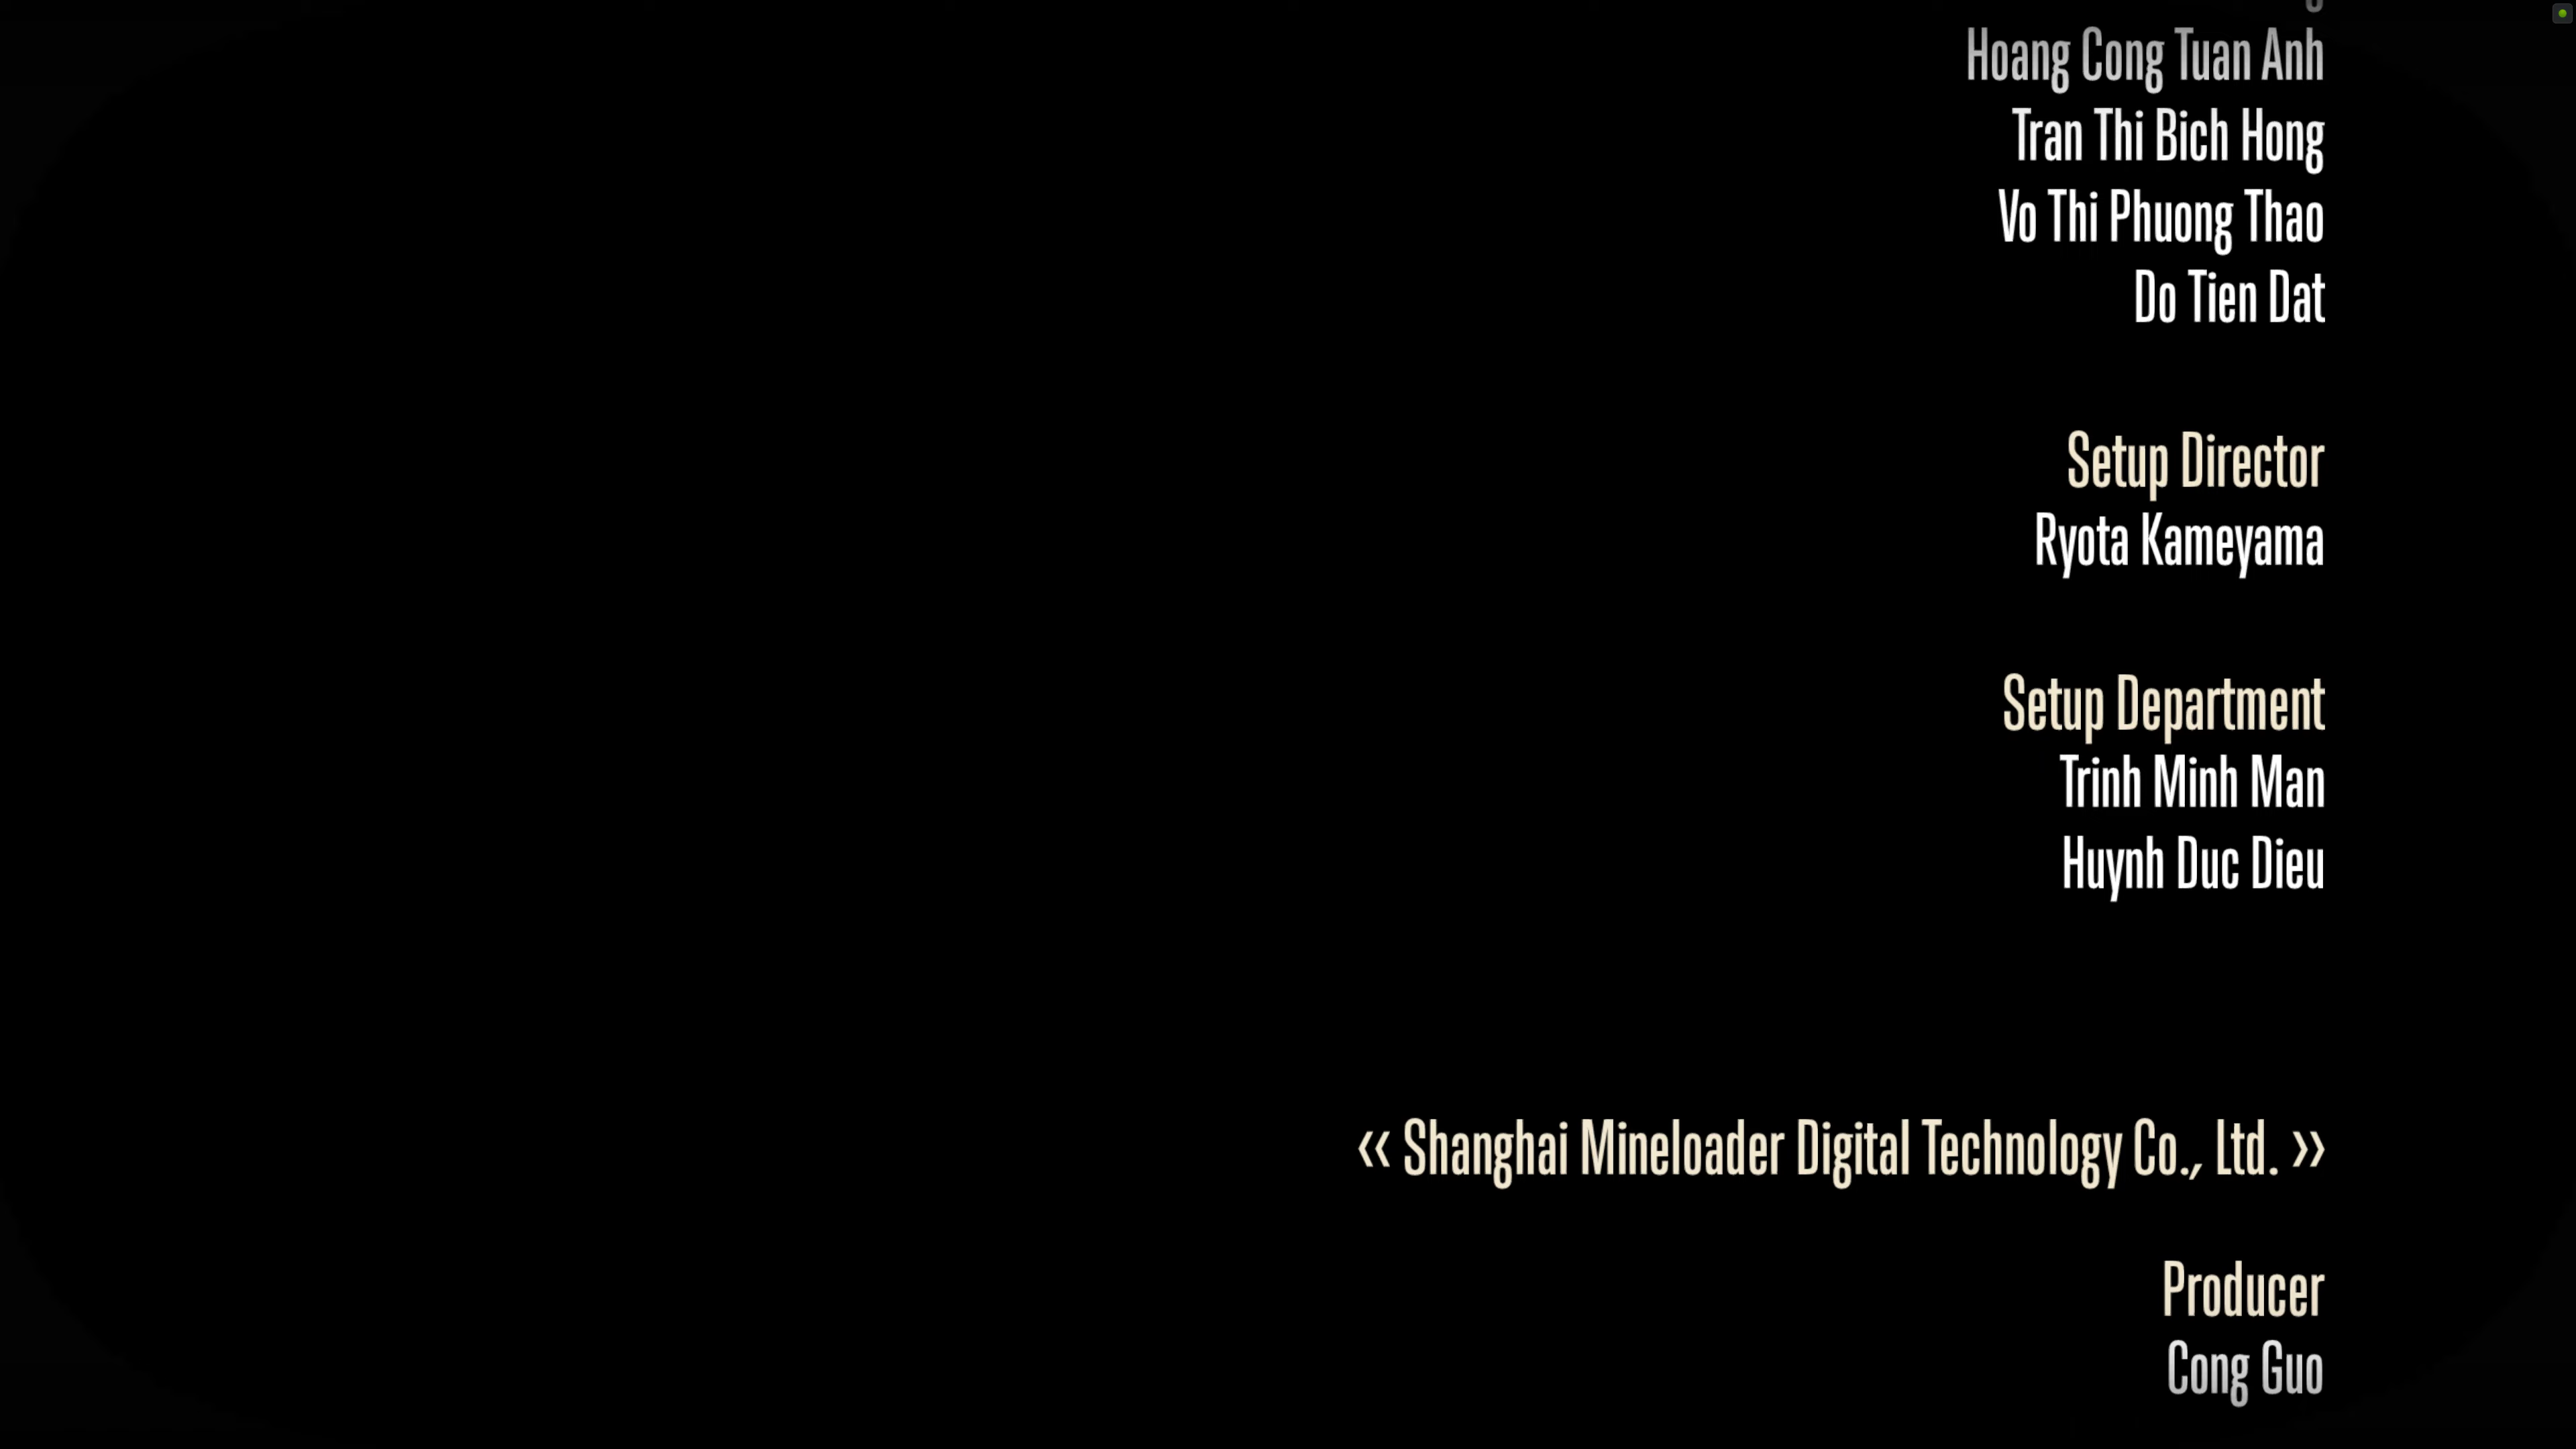 Hoang Cong Tuan Anh
Tran Thi Bich Hong
Vo Thi Phuong Thao
Do Tien Dat
Setup Director
Ryota Kameyama
Setup Department
Trinh Minh Man
Huynh Duc Dieu
« Shanghai Mineloader Digital Technology Co., Ltd. »
Producer
Cong Guo